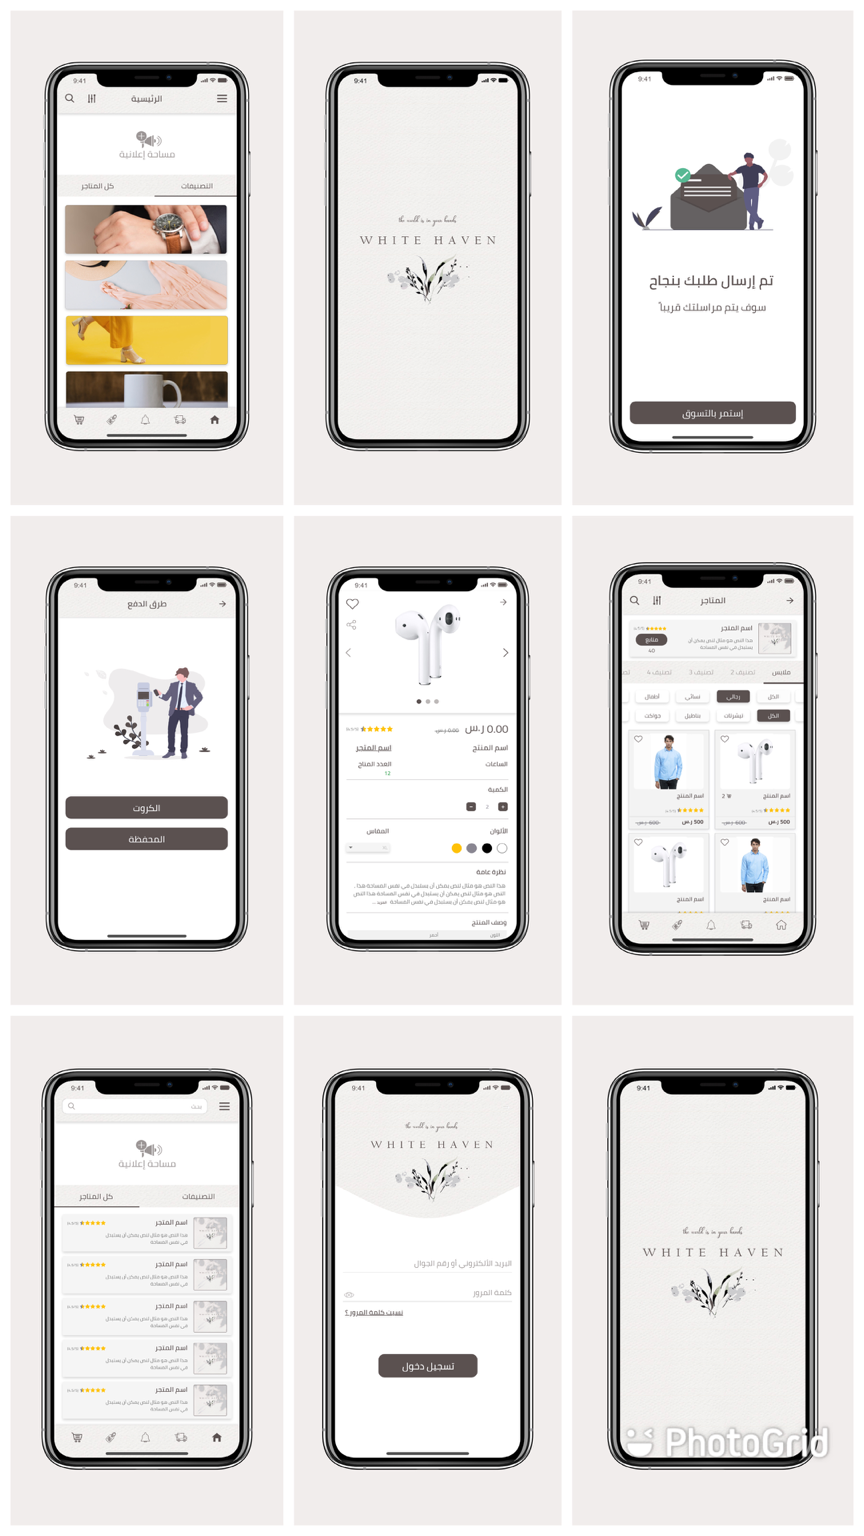 9:41
الرئيسية
مساحة إعلانية
التصنيفات
كل المتاجر
9:41
the world is in your hands
WHITE HAVEN
9:41
تم إرسال طلبك بنجاح
سوف يتم مراسلتك قريباً
إستمر بالتسوق
9:41
طرق الدفع
الكروت
المحفظة
9:41
0.00 ر.س 0.00 ر.س
اسم المنتج اسم المتجر
الساعات العدد المتاح
12
الكمية
2
الألوان المقاس
نظرة عامة
هذا النص هو مثال لنص يمكن أن يستبدل في نفس المساحة هذا
النص هو مثال لنص يمكن أن يستبدل في نفس المساحة هذا النص
هو مثال لنص يمكن أن يستبدل في نفس المساحة
وصف المنتج
اللون أحمر
9:41
المتاجر
اسم المتجر
هذا النص هو مثال لنص يمكن أن
يستبدل في نفس المساحة
متابع
40
ملابس تصنيف 2 تصنيف 3 تصنيف 4
الكل رجالي نسائي أطفال
الكل تيشرتات بناطيل جواكت
اسم المنتج 2
500 ر.س 600 ر.س
اسم المنتج
500 ر.س 600 ر.س
اسم المنتج
اسم المنتج
9:41
بحث
مساحة إعلانية
التصنيفات
كل المتاجر
اسم المتجر
هذا النص هو مثال لنص يمكن أن يستبدل
في نفس المساحة
اسم المتجر
هذا النص هو مثال لنص يمكن أن يستبدل
في نفس المساحة
اسم المتجر
هذا النص هو مثال لنص يمكن أن يستبدل
في نفس المساحة
اسم المتجر
هذا النص هو مثال لنص يمكن أن يستبدل
في نفس المساحة
اسم المتجر
هذا النص هو مثال لنص يمكن أن يستبدل
في نفس المساحة
9:41
the world is in your hands
WHITE HAVEN
البريد الألكتروني أو رقم الجوال
كلمة المرور
نسيت كلمة المرور ؟
تسجيل دخول
9:41
the world is in your hands
WHITE HAVEN
PhotoGrid